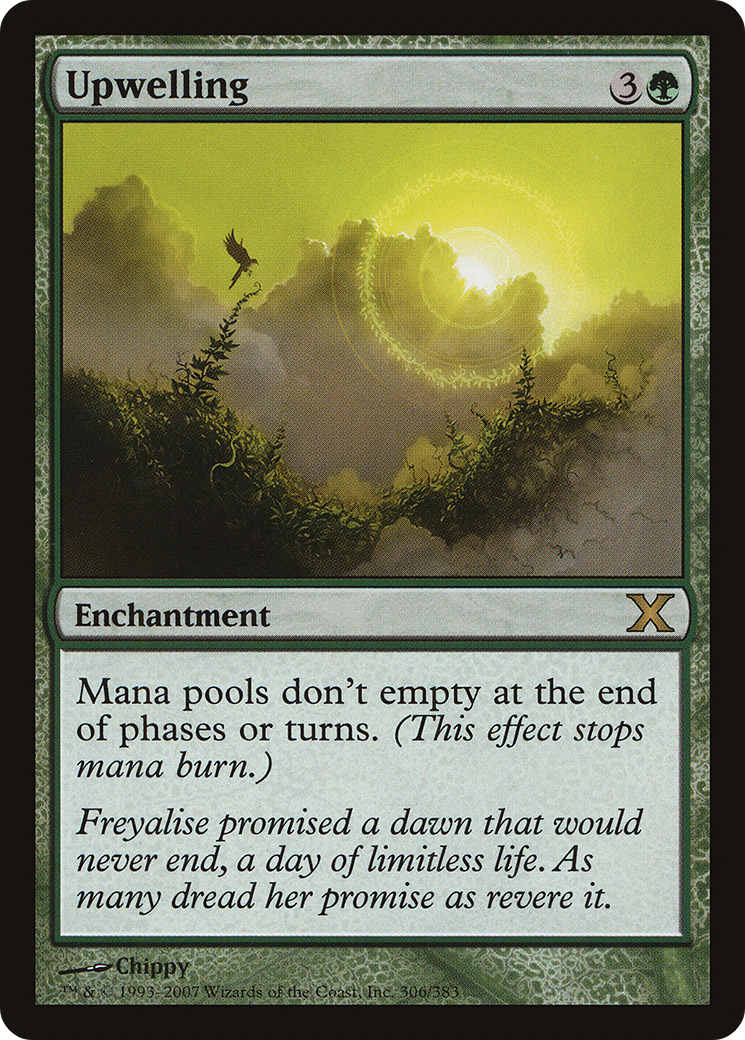 Upwelling 3
Enchantment X
Mana pools don't empty at the end
of phases or turns. (This effect stops
mana burn.)
Freyalise promised a dawn that would
never end, a day of limitless life. As
many dread her promise as revere it.
Chippy
™ & © 1993–2007 Wizards of the Coast, Inc. 306/383